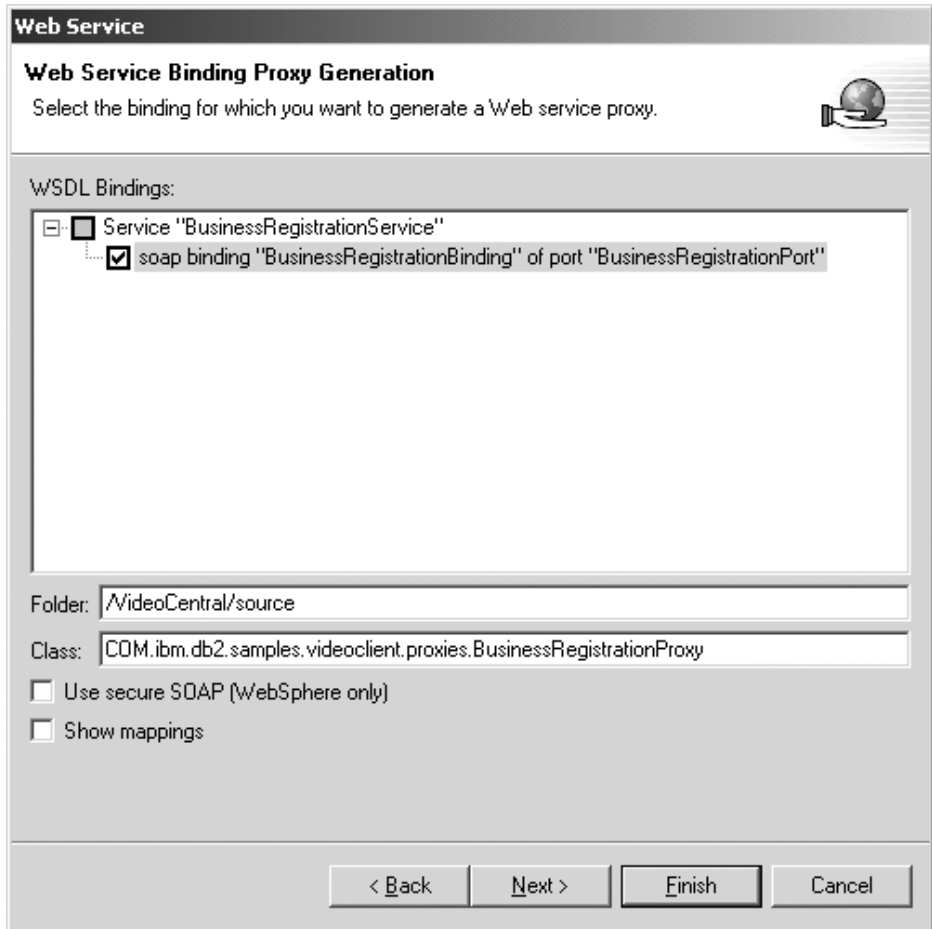 Web Service
Web Service Binding Proxy Generation
Select the binding for which you want to generate a Web service proxy.
WSDL Bindings:
Service "BusinessRegistrationService"
soap binding "BusinessRegistrationBinding" of port "BusinessRegistrationPort"
Folder: /VideoCentral/source
Class: COM.ibm.db2.samples.videoclient.proxies.BusinessRegistrationProxy
Use secure SOAP (WebSphere only)
Show mappings
< Back Next > Finish Cancel